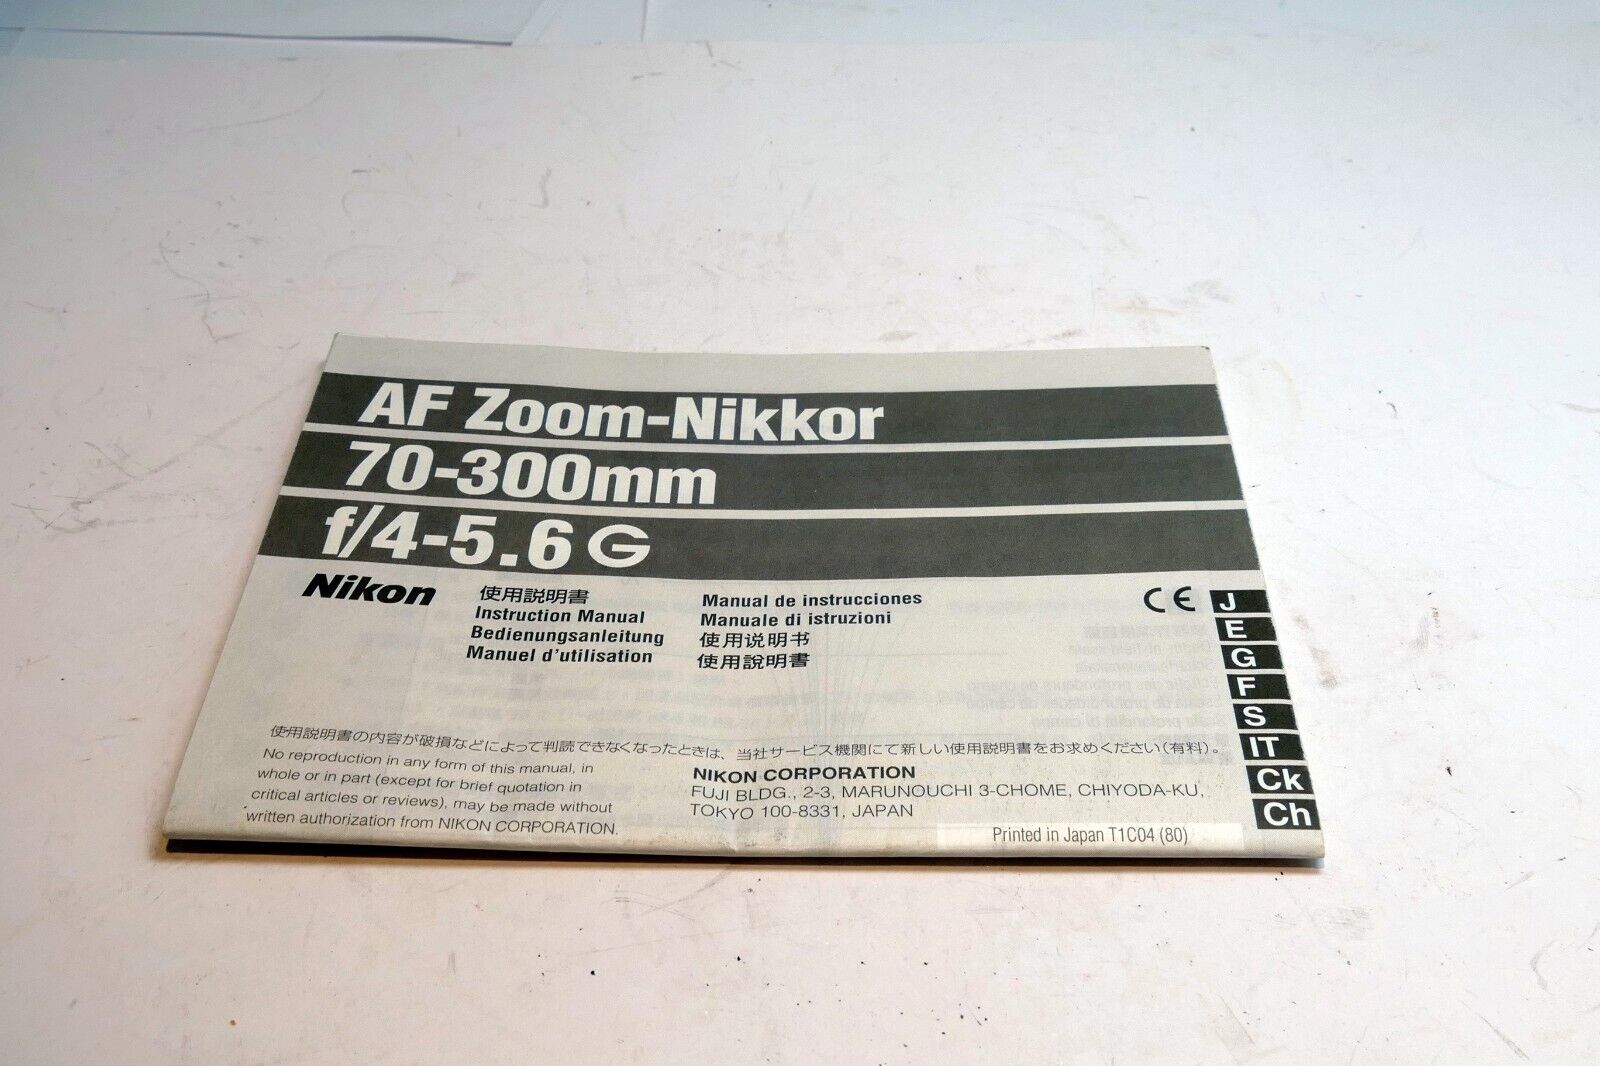 AF Zoom-Nikkor
70-300mm
f/4-5.6 G
Nikon
使用説明書
Instruction Manual
Bedienungsanleitung
Manuel d'utilisation
Manual de instrucciones
Manuale di istruzioni
使用说明书
使用說明書
CE
J
E
G
F
S
IT
Ck
Ch
使用説明書の内容が破損などによって判読できなくなったときは、当社サービス機関にて新しい使用説明書をお求めください(有料)。
No reproduction in any form of this manual, in
whole or in part (except for brief quotation in
critical articles or reviews), may be made without
written authorization from NIKON CORPORATION.
NIKON CORPORATION
FUJI BLDG., 2-3, MARUNOUCHI 3-CHOME, CHIYODA-KU,
TOKYO 100-8331, JAPAN
Printed in Japan T1C04 (80)